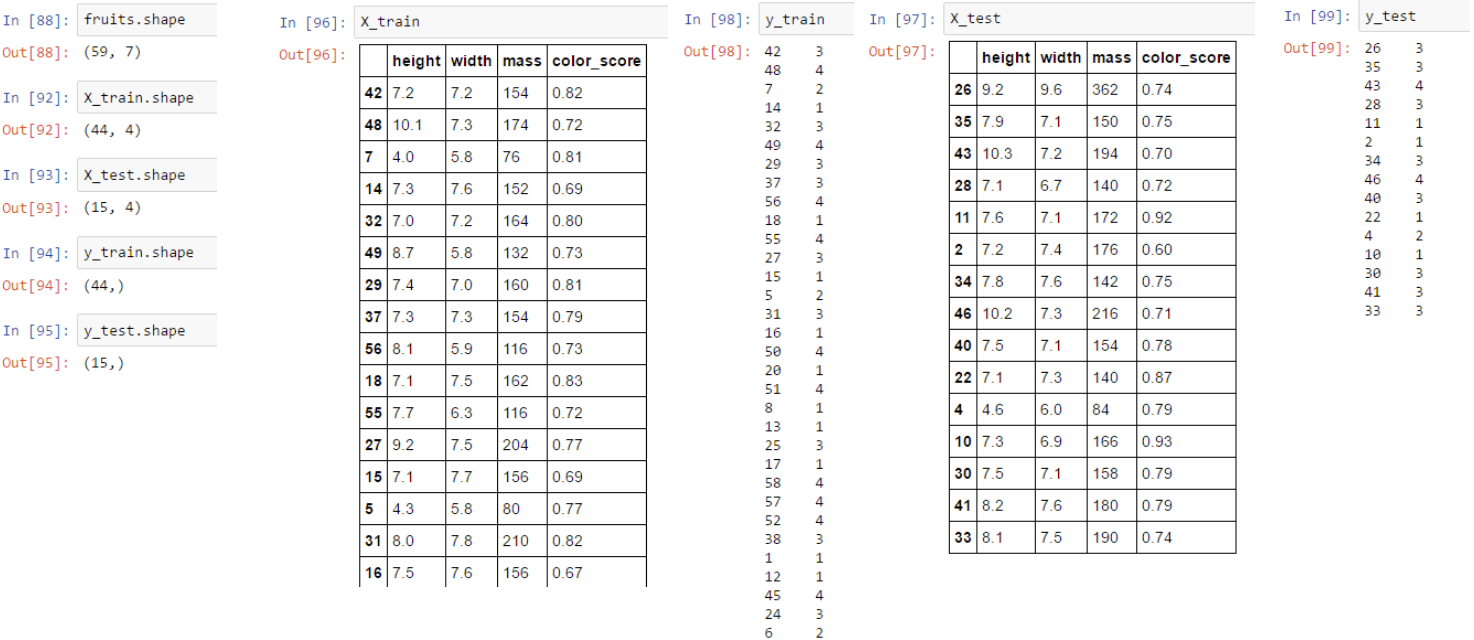 In [88]: fruits.shape
Out[88]: (59, 7)
In [92]: X_train.shape
Out[92]: (44, 4)
In [93]: X_test.shape
Out[93]: (15, 4)
In [94]: y_train.shape
Out[94]: (44,)
In [95]: y_test.shape
Out[95]: (15,)
In [96]: X_train
Out[96]:
height width mass color_score
42 7.2 7.2 154 0.82
48 10.1 7.3 174 0.72
7 4.0 5.8 76 0.81
14 7.3 7.6 152 0.69
32 7.0 7.2 164 0.80
49 8.7 5.8 132 0.73
29 7.4 7.0 160 0.81
37 7.3 7.3 154 0.79
56 8.1 5.9 116 0.73
18 7.1 7.5 162 0.83
55 7.7 6.3 116 0.72
27 9.2 7.5 204 0.77
15 7.1 7.7 156 0.69
5 4.3 5.8 80 0.77
31 8.0 7.8 210 0.82
16 7.5 7.6 156 0.67
In [98]: y_train
Out[98]:
42 3
48 4
7 2
14 1
32 3
49 4
29 3
37 3
56 4
18 1
55 4
27 3
15 1
5 2
31 3
16 1
50 4
20 1
51 4
8 1
13 1
25 3
17 1
58 4
57 4
52 4
38 3
1 1
12 1
45 4
24 3
6 2
In [97]: X_test
Out[97]:
height width mass color_score
26 9.2 9.6 362 0.74
35 7.9 7.1 150 0.75
43 10.3 7.2 194 0.70
28 7.1 6.7 140 0.72
11 7.6 7.1 172 0.92
2 7.2 7.4 176 0.60
34 7.8 7.6 142 0.75
46 10.2 7.3 216 0.71
40 7.5 7.1 154 0.78
22 7.1 7.3 140 0.87
4 4.6 6.0 84 0.79
10 7.3 6.9 166 0.93
30 7.5 7.1 158 0.79
41 8.2 7.6 180 0.79
33 8.1 7.5 190 0.74
In [99]: y_test
Out[99]:
26 3
35 3
43 4
28 3
11 1
2 1
34 3
46 4
40 3
22 1
4 2
10 1
30 3
41 3
33 3